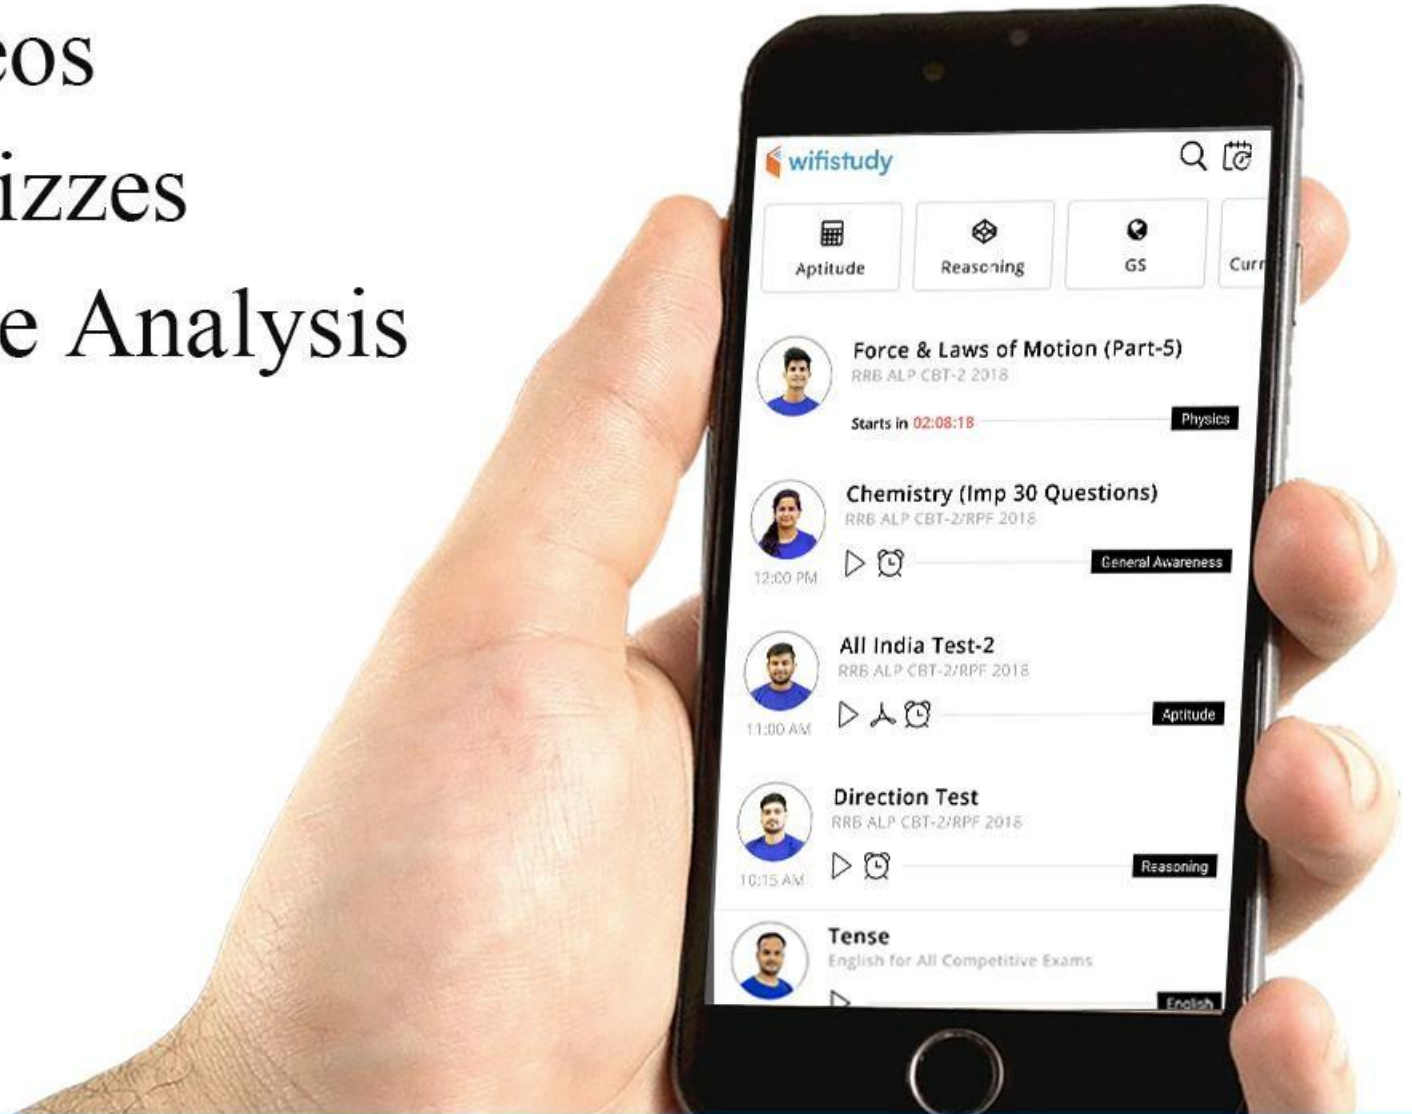 eos
izzes
e Analysis
wifistudy
Aptitude
Reasoning
GS
Curr
Force & Laws of Motion (Part-5)
RRB ALP CBT-2 2018
Starts in 02:08:18
Physics
Chemistry (Imp 30 Questions)
RRB ALP CBT-2/RPF 2018
12:00 PM
General Awareness
All India Test-2
RRB ALP CBT-2/RPF 2018
11:00 AM
Aptitude
Direction Test
RRB ALP CBT-2/RPF 2018
10:15 AM
Reasoning
Tense
English for All Competitive Exams
English